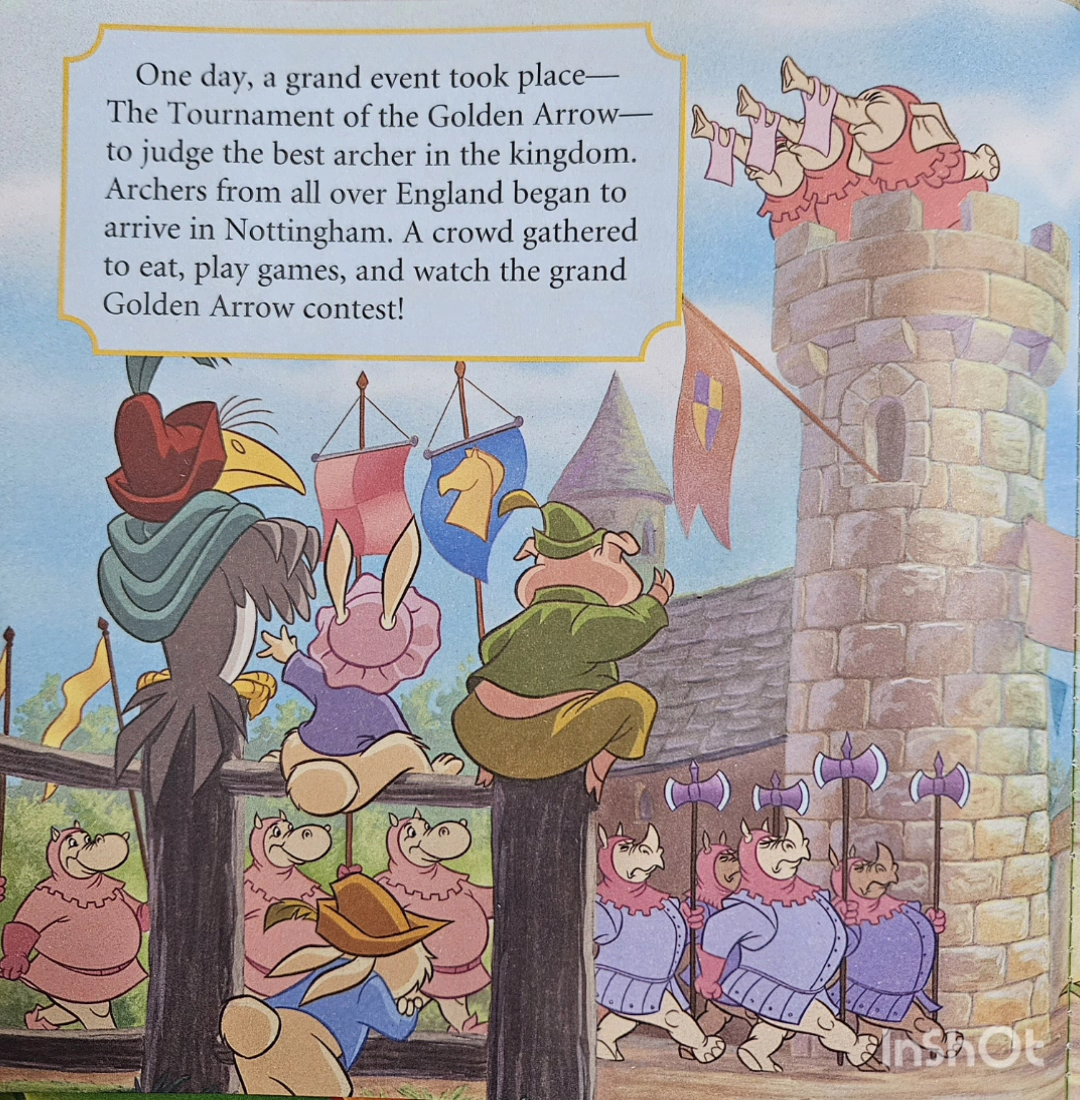 One day, a grand event took place—
The Tournament of the Golden Arrow—
to judge the best archer in the kingdom.
Archers from all over England began to
arrive in Nottingham. A crowd gathered
to eat, play games, and watch the grand
Golden Arrow contest!
InShOt